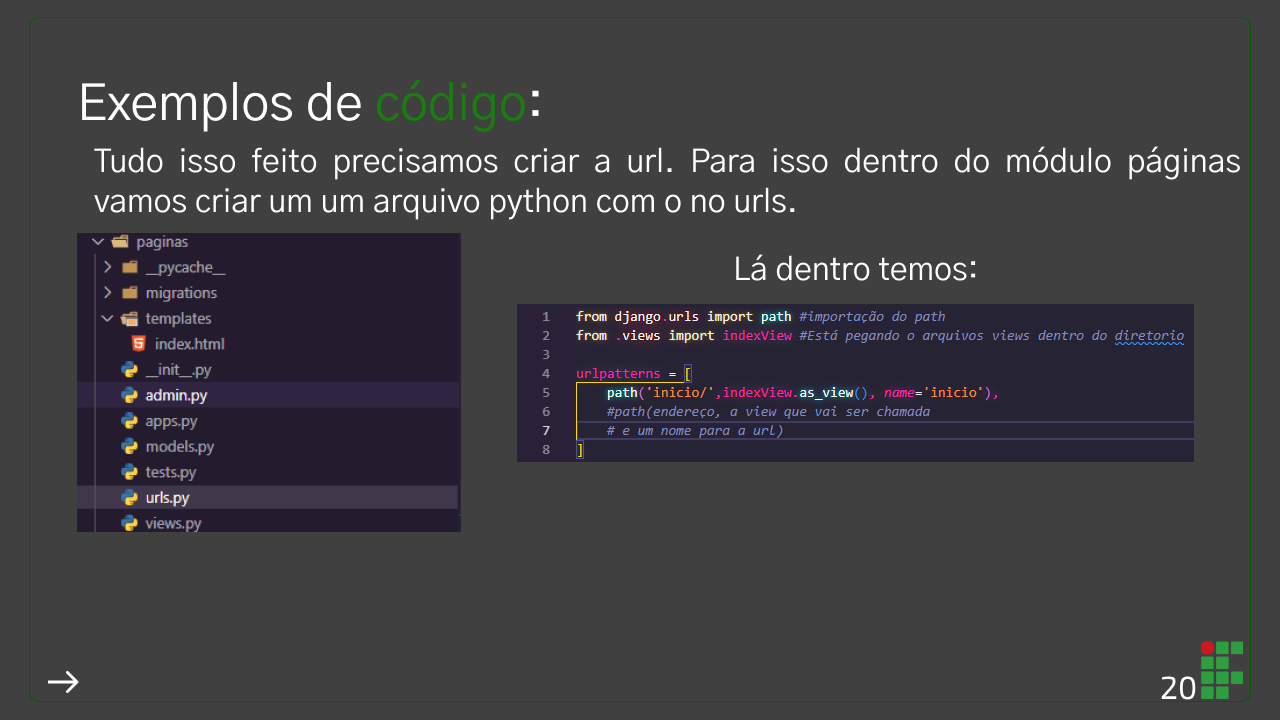 Exemplos de código:
Tudo isso feito precisamos criar a url. Para isso dentro do módulo páginas
vamos criar um um arquivo python com o no urls.
paginas
__pycache__
migrations
templates
index.html
__init__.py
admin.py
apps.py
models.py
tests.py
urls.py
views.py
Lá dentro temos:
1 from django.urls import path #importação do path
2 from .views import indexView #Está pegando o arquivos views dentro do diretorio
3
4 urlpatterns = [
5 path('inicio/',indexView.as_view(), name='inicio'),
6 #path(endereço, a view que vai ser chamada
7 # e um nome para a url)
8 ]
20